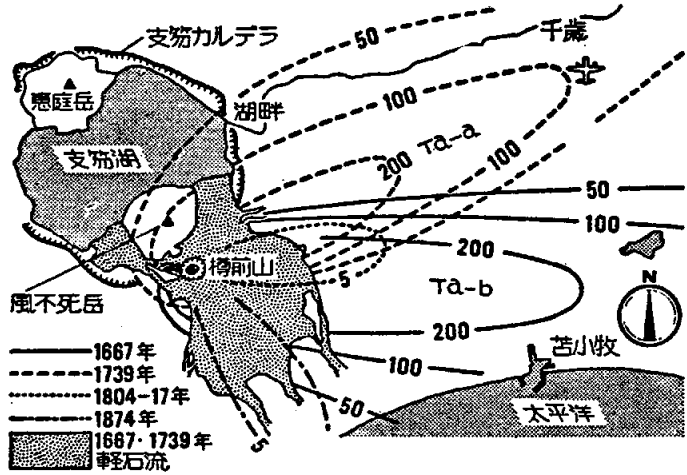 支笏カルデラ
50
千歳
恵庭岳
湖畔
100
支笏湖
200
Ta-a
100
50
100
200
樽前山
5
Ta-b
N
風不死岳
200
苫小牧
1667年
100
1739年
50
太平洋
1804-17年
1874年
5
1667・1739年
軽石流